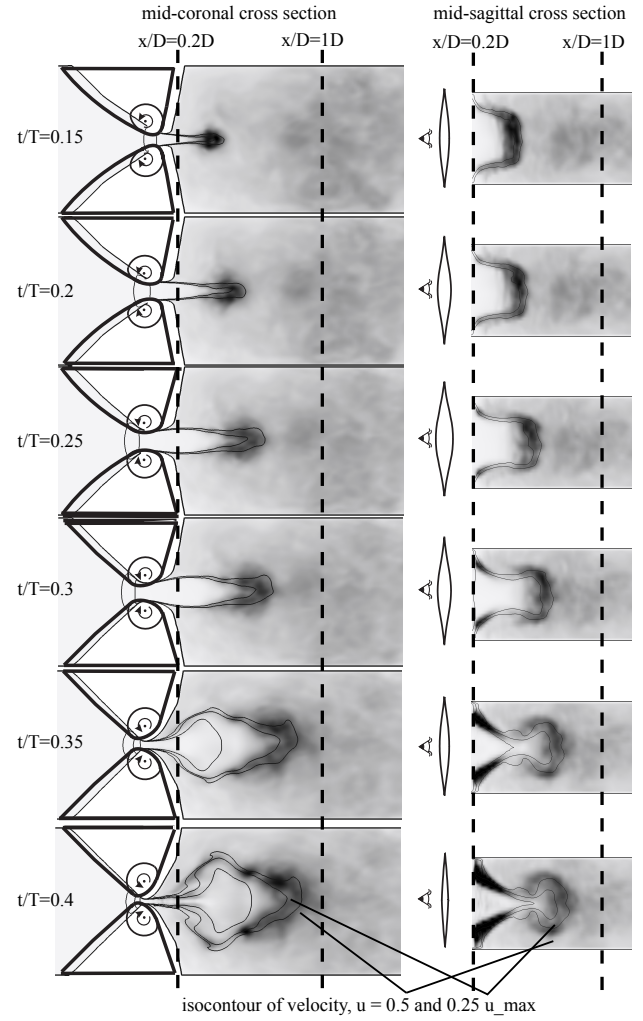 mid-coronal cross section mid-sagittal cross section
x/D=0.2D x/D=1D x/D=0.2D x/D=1D
t/T=0.15
t/T=0.2
t/T=0.25
t/T=0.3
t/T=0.35
t/T=0.4
isocontour of velocity, u = 0.5 and 0.25 u_max